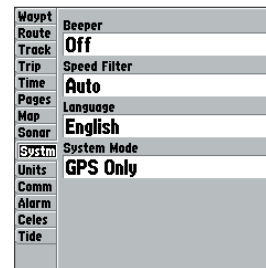 Waypt
Route
Track
Trip
Time
Pages
Map
Sonar
Systm
Units
Comm
Alarm
Celes
Tide
Beeper
Off
Speed Filter
Auto
Language
English
System Mode
GPS Only